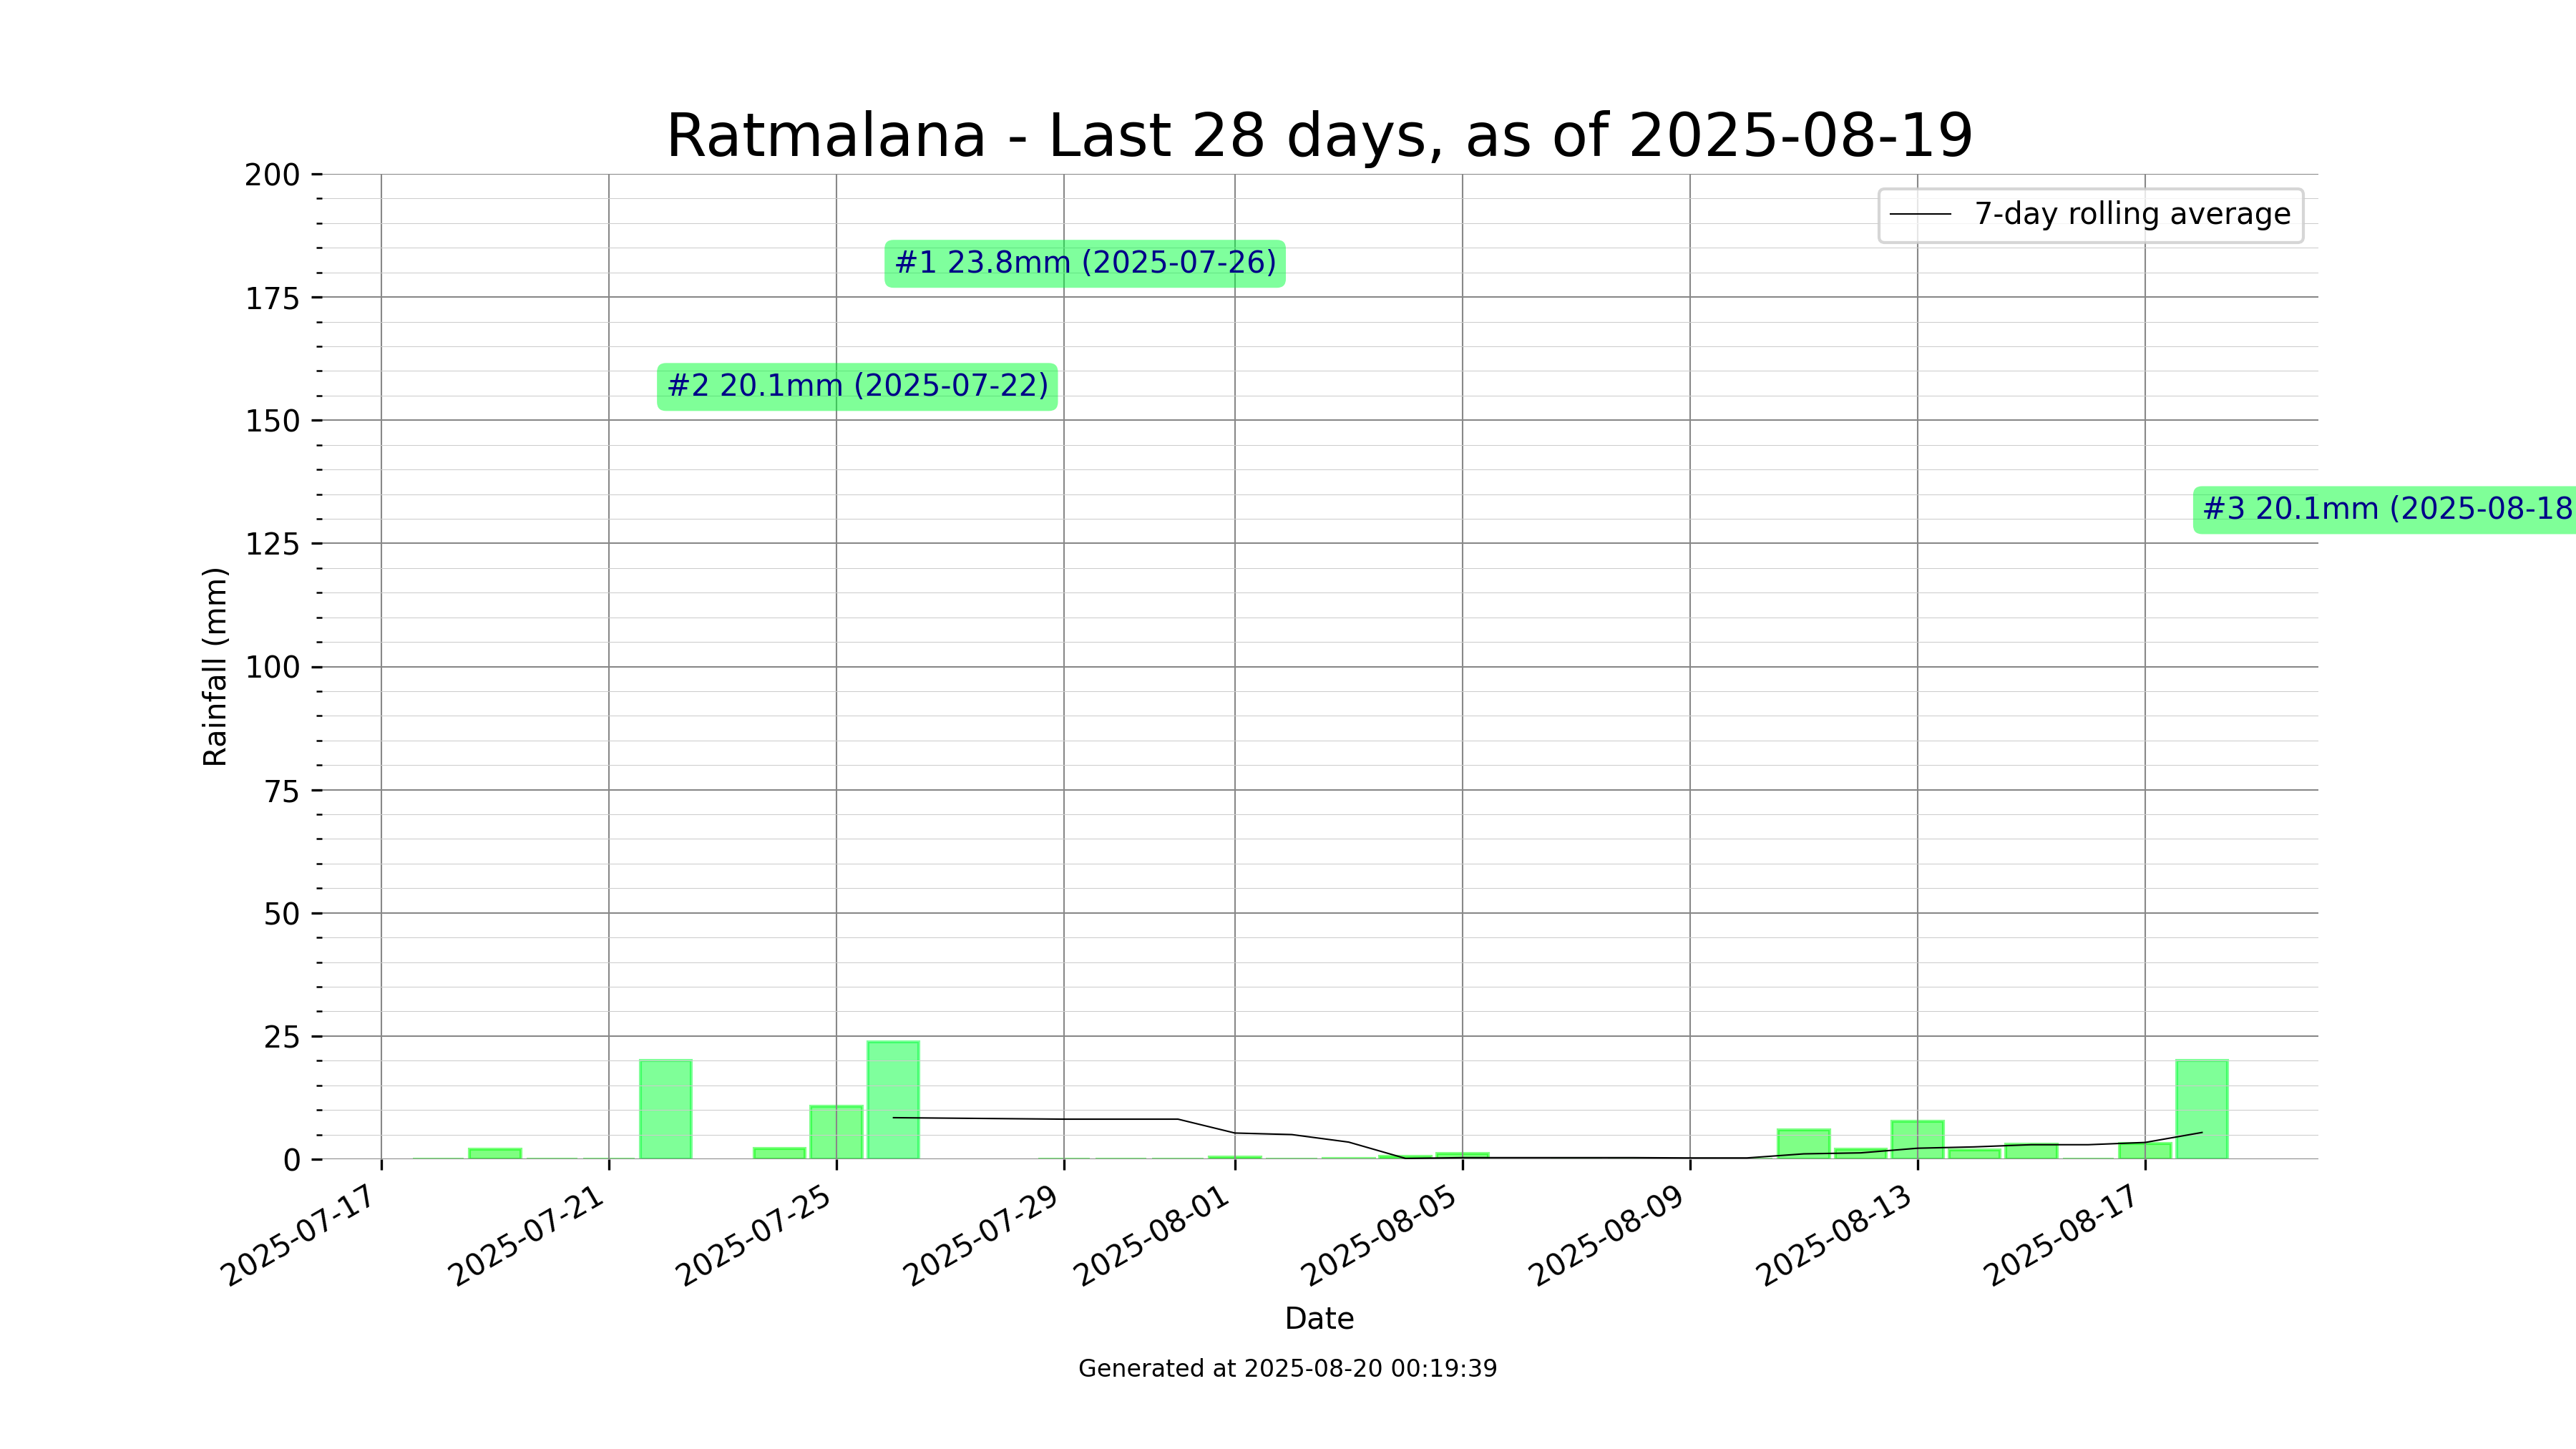 Ratmalana - Last 28 days, as of 2025-08-19
200
175
150
125
100
75
50
25
0
Rainfall (mm)
7-day rolling average
#1 23.8mm (2025-07-26)
#2 20.1mm (2025-07-22)
#3 20.1mm (2025-08-18
2025-07-17
2025-07-21
2025-07-25
2025-07-29
2025-08-01
2025-08-05
2025-08-09
2025-08-13
2025-08-17
Date
Generated at 2025-08-20 00:19:39